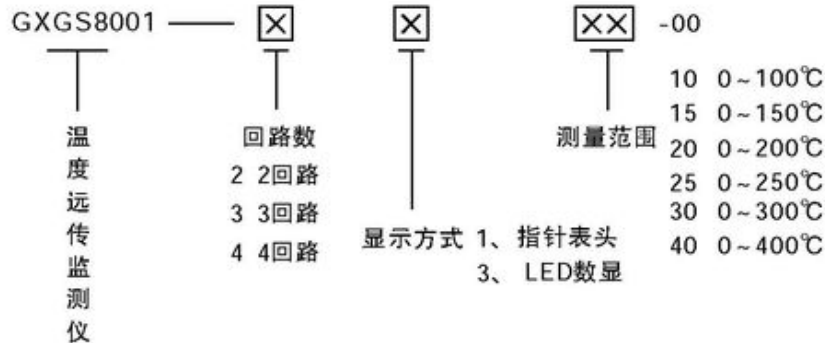 GXGS8001 —— X X XX -00
温度远传监测仪
回路数
2 2回路
3 3回路
4 4回路
显示方式 1、指针表头
3、 LED数显
测量范围
10 0~100℃
15 0~150℃
20 0~200℃
25 0~250℃
30 0~300℃
40 0~400℃